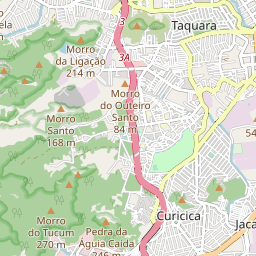 3
Taquara
Morro
da Ligação
214 m
3A
Morro
do Outeiro
Santo
84 m
Morro
Santo
168 m
54
Curicica
Jaca
Morro
do Tucum
270 m
Pedra da
Águia Caída
246 m